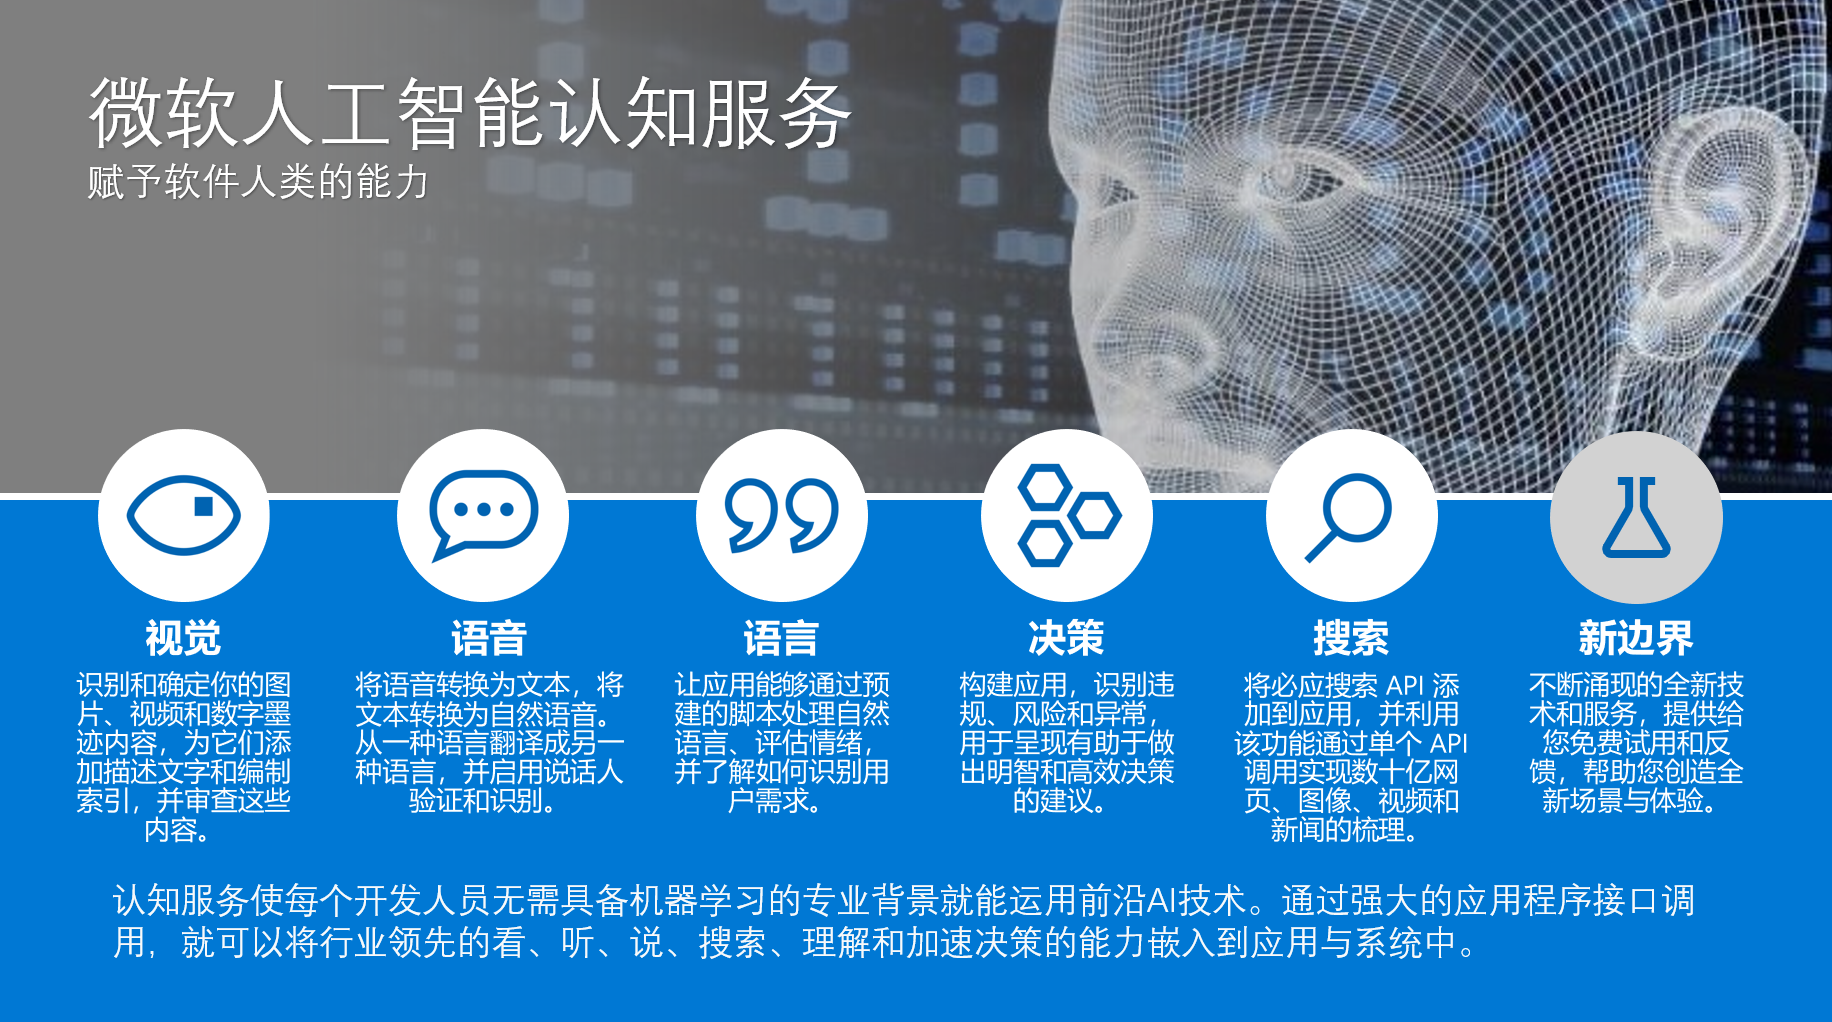 微软人工智能认知服务
赋予软件人类的能力
视觉
识别和确定你的图
片、视频和数字墨
迹内容，为它们添
加描述文字和编制
索引，并审查这些
内容。
语音
将语音转换为文本，将
文本转换为自然语音。
从一种语言翻译成另一
种语言，并启用说话人
验证和识别。
语言
让应用能够通过预
建的脚本处理自然
语言、评估情绪，
并了解如何识别用
户需求。
决策
构建应用，识别违
规、风险和异常，
用于呈现有助于做
出明智和高效决策
的建议。
搜索
将必应搜索 API 添
加到应用，并利用
该功能通过单个 API
调用实现数十亿网
页、图像、视频和
新闻的梳理。
新边界
不断涌现的全新技
术和服务，提供给
您免费试用和反
馈，帮助您创造全
新场景与体验。
认知服务使每个开发人员无需具备机器学习的专业背景就能运用前沿AI技术。通过强大的应用程序接口调
用，就可以将行业领先的看、听、说、搜索、理解和加速决策的能力嵌入到应用与系统中。